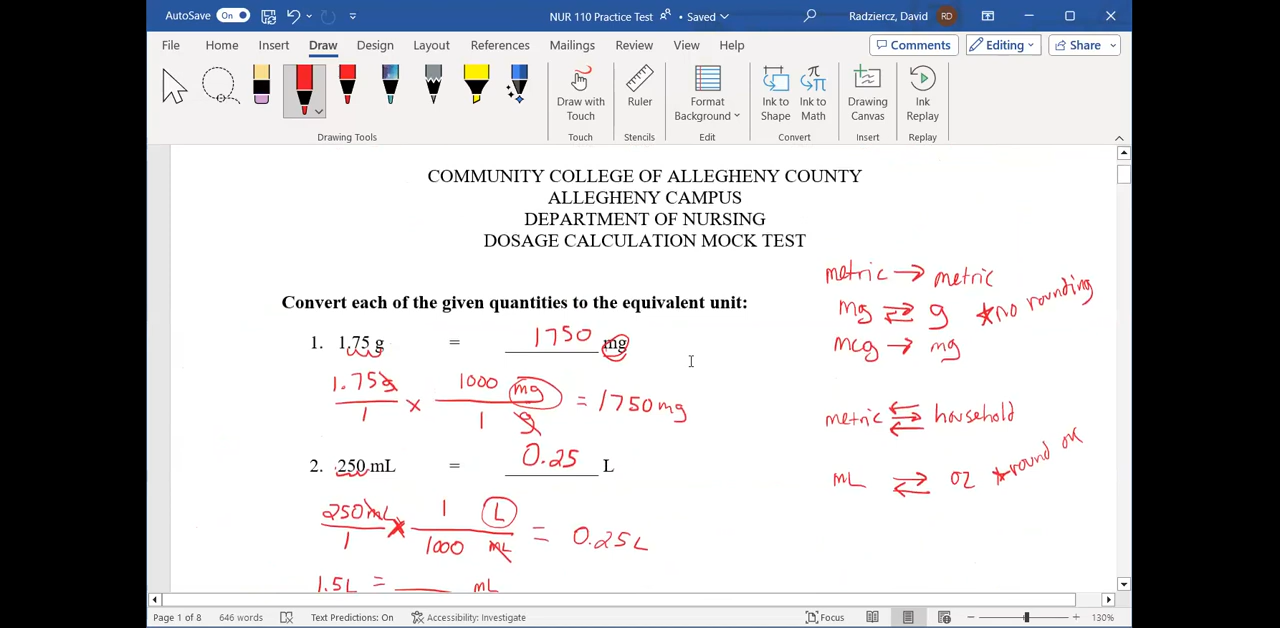 AutoSave On NUR 110 Practice Test • Saved Radziercz, David RD
File Home Insert Draw Design Layout References Mailings Review View Help Comments Editing Share
Draw with Touch Ruler Format Background Ink to Shape Ink to Math Drawing Canvas Ink Replay
Drawing Tools Touch Stencils Edit Convert Insert Replay
COMMUNITY COLLEGE OF ALLEGHENY COUNTY
ALLEGHENY CAMPUS
DEPARTMENT OF NURSING
DOSAGE CALCULATION MOCK TEST
metric → metric
mg ⇄ g *no rounding
mcg → mg
metric ⇄ household
mL ⇄ oz *round ok
Convert each of the given quantities to the equivalent unit:
1. 1.75 g = 1750 mg
1.75g/1 × 1000 mg/1 g = 1750mg
2. 250 mL = 0.25 L
250mL/1 × 1 L/1000 mL = 0.25L
1.5L = ____ mL
Page 1 of 8 646 words Text Predictions: On Accessibility: Investigate Focus 130%